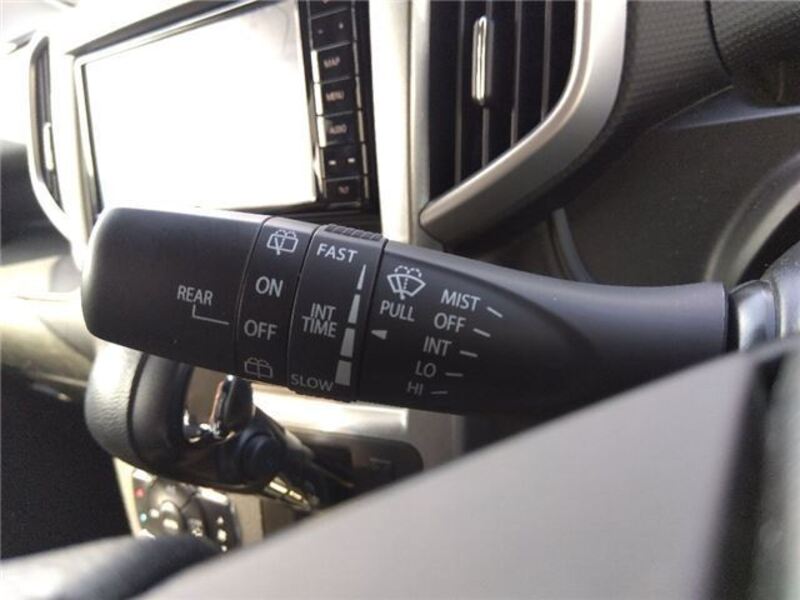 MAP
MENU
AUDIO
REAR
ON
OFF
FAST
INT
TIME
SLOW
PULL
MIST
OFF
INT
LO
HI